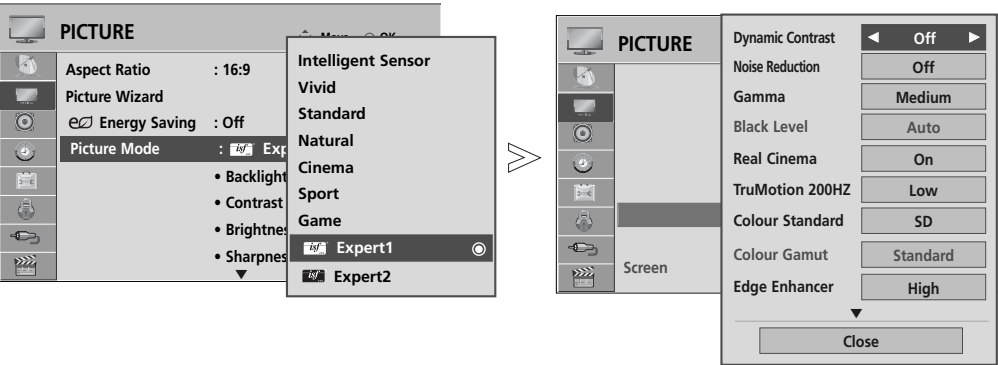 PICTURE
Move OK
Aspect Ratio : 16:9
Picture Wizard
Energy Saving : Off
Picture Mode : isf Exp
• Backlight
• Contrast
• Brightnes
• Sharpnes
▼
Intelligent Sensor
Vivid
Standard
Natural
Cinema
Sport
Game
isf Expert1
isf Expert2
PICTURE
Screen
Dynamic Contrast ◀ Off ▶
Noise Reduction Off
Gamma Medium
Black Level Auto
Real Cinema On
TruMotion 200HZ Low
Colour Standard SD
Colour Gamut Standard
Edge Enhancer High
▼
Close